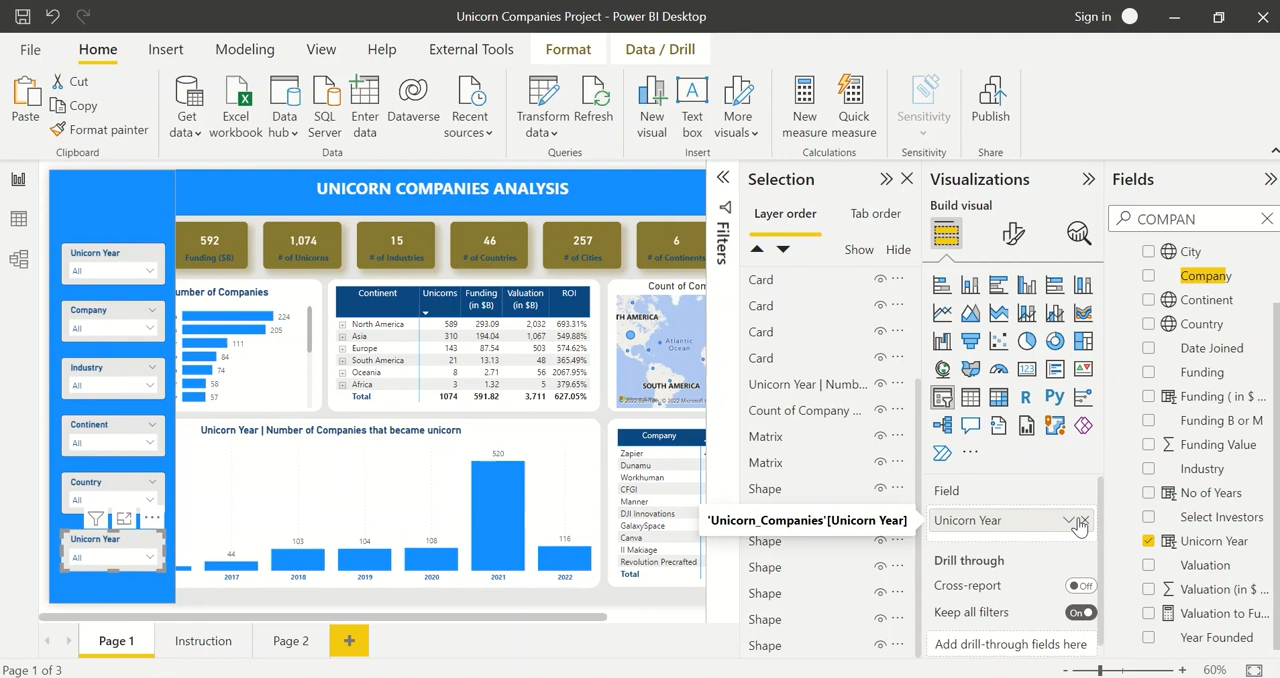 Unicorn Companies Project - Power BI Desktop
Sign in
File
Home
Insert
Modeling
View
Help
External Tools
Format
Data / Drill
Paste
Cut
Copy
Format painter
Clipboard
Get
data
Excel
workbook
Data
hub
SQL
Server
Enter
data
Dataverse
Recent
sources
Data
Transform
data
Refresh
Queries
New
visual
Text
box
More
visuals
Insert
New
measure
Quick
measure
Calculations
Sensitivity
Sensitivity
Publish
Share
UNICORN COMPANIES ANALYSIS
592
Funding ($B)
1,074
# of Unicorns
15
# of Industries
46
# of Countries
257
# of Cities
6
# of Continents
Unicorn Year
All
Company
All
Industry
All
Continent
All
Country
All
Unicorn Year
All
umber of Companies
224
205
111
84
74
58
57
Continent Unicorns Funding (in $B) Valuation (in $B) ROI
North America 589 293.09 2,032 693.31%
Asia 310 194.04 1,067 549.88%
Europe 143 87.54 503 574.62%
South America 21 13.13 48 365.49%
Oceania 8 2.71 56 2067.95%
Africa 3 1.32 5 379.65%
Total 1074 591.82 3,711 627.05%
Count of Com
TH AMERICA
Atlantic
Ocean
SOUTH AMERICA
Unicorn Year | Number of Companies that became unicorn
44
103
104
108
520
116
2017
2018
2019
2020
2021
2022
Company
Zapier
Dunamu
Workhuman
CFGI
Manner
DJI Innovations
GalaxySpace
Canva
Il Makiage
Revolution Precrafted
Total
Page 1
Instruction
Page 2
Page 1 of 3
60%
Filters
Selection
Layer order
Tab order
Show
Hide
Card
Card
Card
Card
Unicorn Year | Numb...
Count of Company ...
Matrix
Matrix
Shape
Shape
Shape
Shape
Shape
Shape
'Unicorn_Companies'[Unicorn Year]
Visualizations
Build visual
123
R
Py
Field
Unicorn Year
Drill through
Cross-report
Off
Keep all filters
On
Add drill-through fields here
Fields
COMPAN
City
Company
Continent
Country
Date Joined
Funding
Funding ( in $ ...
Funding B or M
Funding Value
Industry
No of Years
Select Investors
Unicorn Year
Valuation
Valuation (in $ ...
Valuation to Fu...
Year Founded